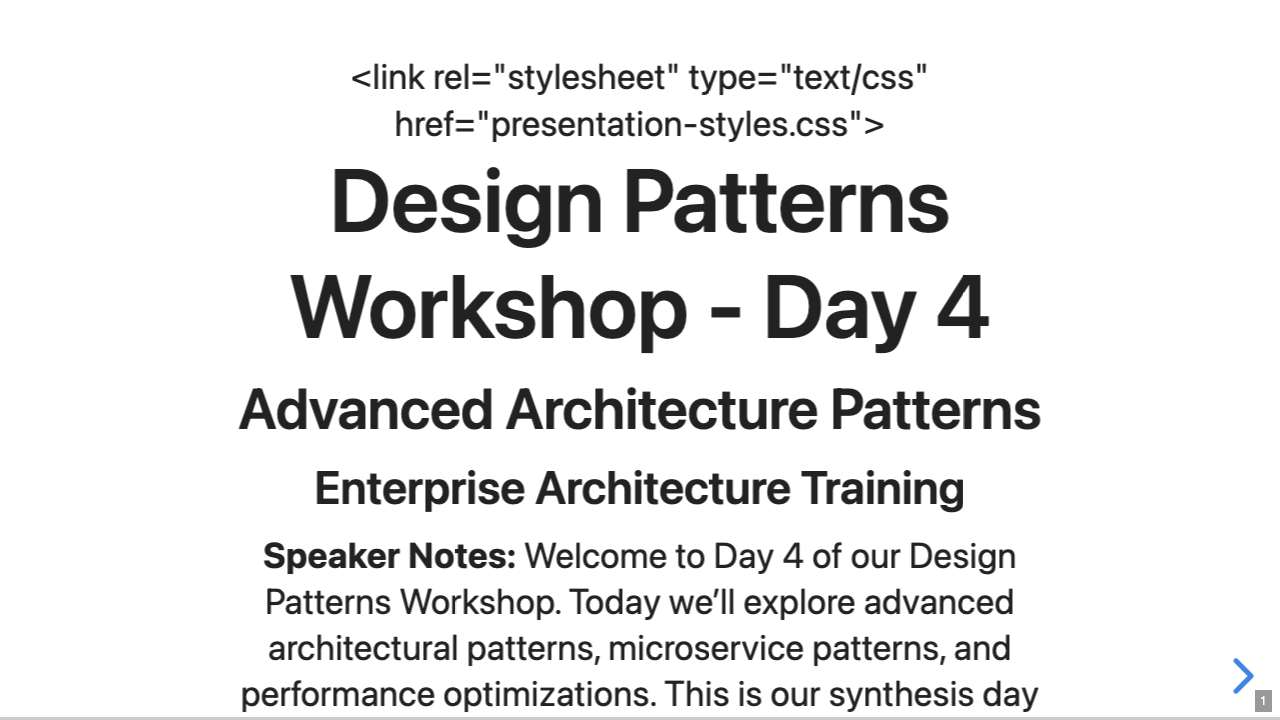 <link rel="stylesheet" type="text/css"
href="presentation-styles.css">
Design Patterns
Workshop - Day 4
Advanced Architecture Patterns
Enterprise Architecture Training
Speaker Notes: Welcome to Day 4 of our Design
Patterns Workshop. Today we’ll explore advanced
architectural patterns, microservice patterns, and
performance optimizations. This is our synthesis day
1